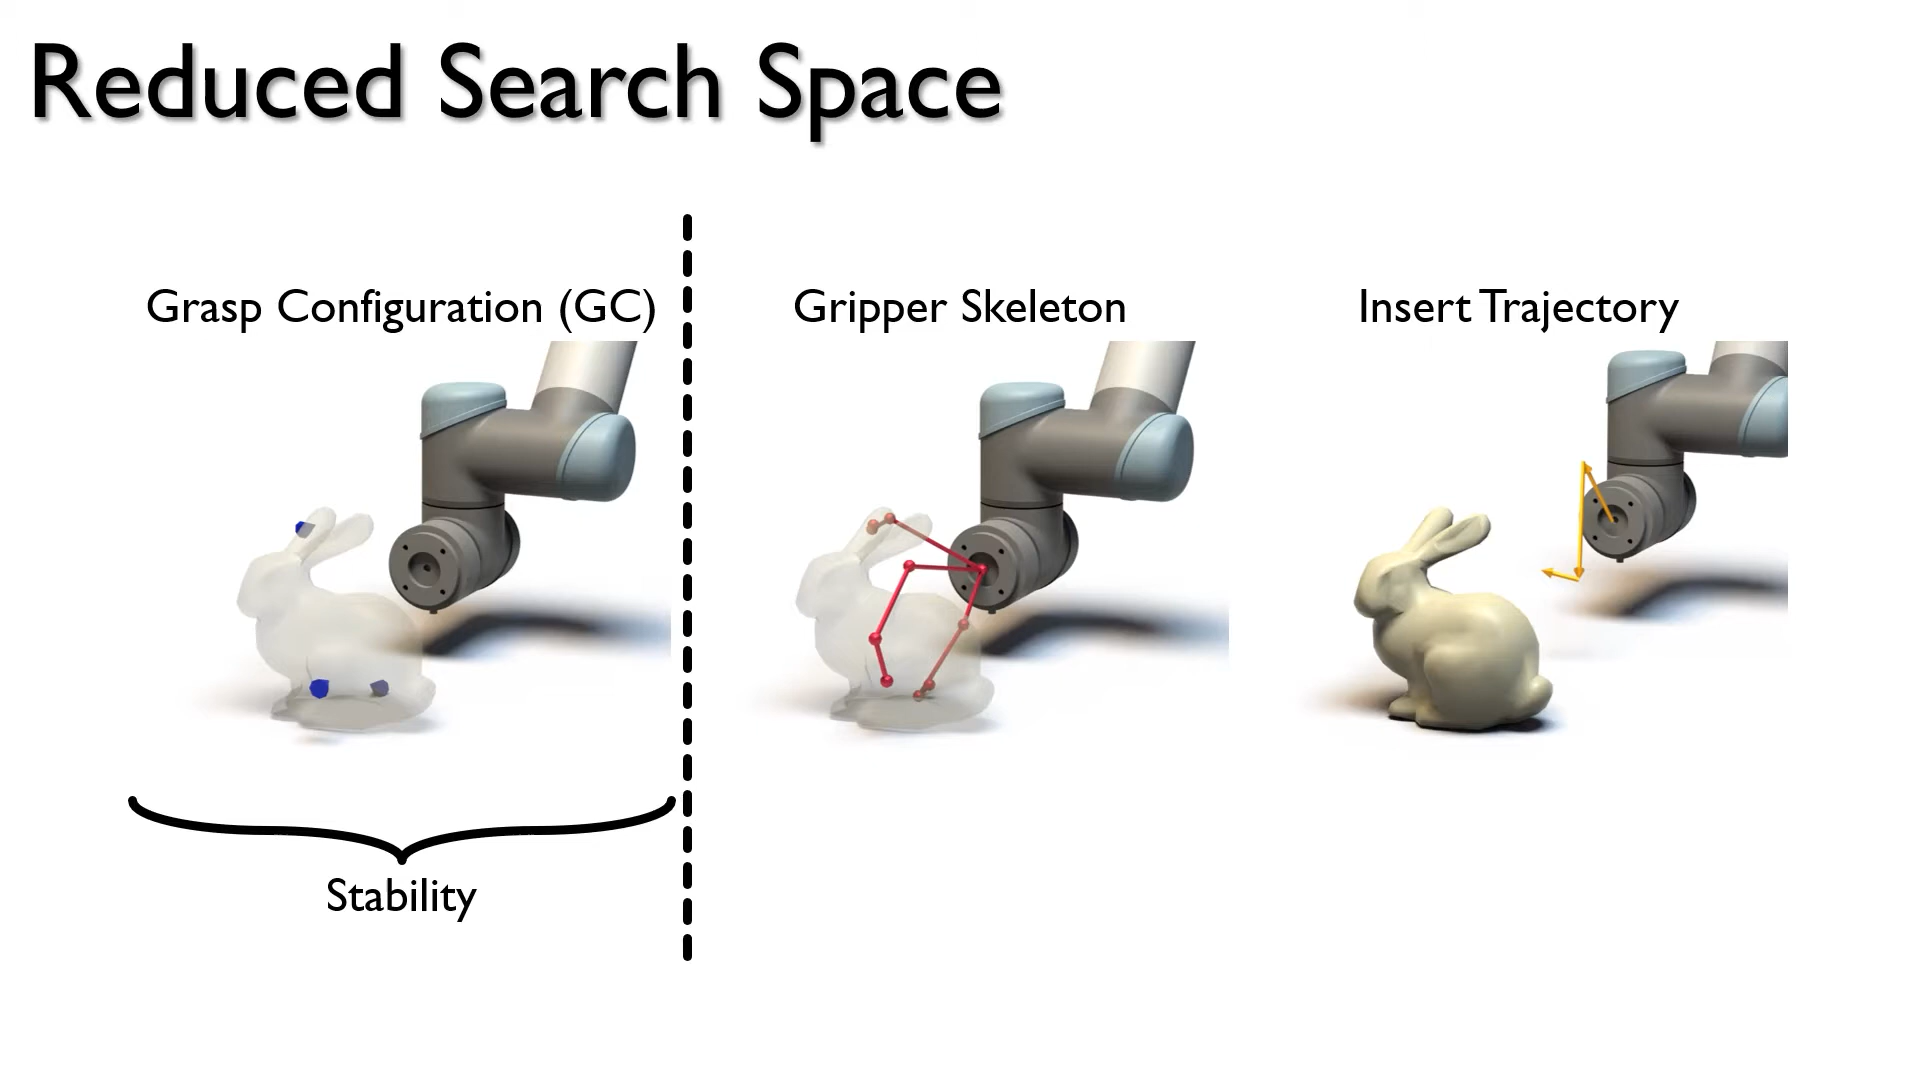 Reduced Search Space
Grasp Configuration (GC)
Gripper Skeleton
Insert Trajectory
Stability